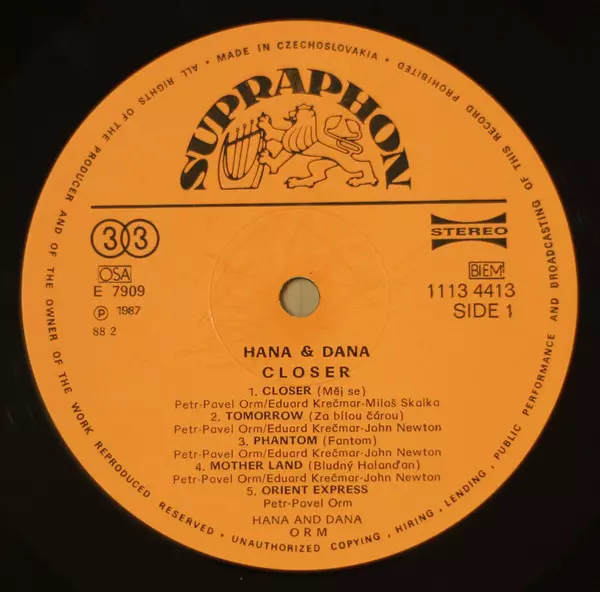 MADE IN CZECHOSLOVAKIA • ALL RIGHTS OF THE PRODUCER AND OF THE OWNER OF THE WORK REPRODUCED RESERVED • UNAUTHORIZED COPYING, HIRING, LENDING, PUBLIC PERFORMANCE AND BROADCASTING OF THIS RECORD PROHIBITED •
SUPRAPHON
33
STEREO
OSA
BIEM
E 7909
1113 4413
Ⓟ 1987
SIDE 1
88 2
HANA & DANA
CLOSER
1. CLOSER (Měj se)
Petr-Pavel Orm/Eduard Krečmar-Miloš Skalka
2. TOMORROW (Za bílou čárou)
Petr-Pavel Orm/Eduard Krečmar-John Newton
3. PHANTOM (Fantom)
Petr-Pavel Orm/Eduard Krečmar-John Newton
4. MOTHER LAND (Bludný Holanďan)
Petr-Pavel Orm/Eduard Krečmar-John Newton
5. ORIENT EXPRESS
Petr-Pavel Orm
HANA AND DANA
ORM